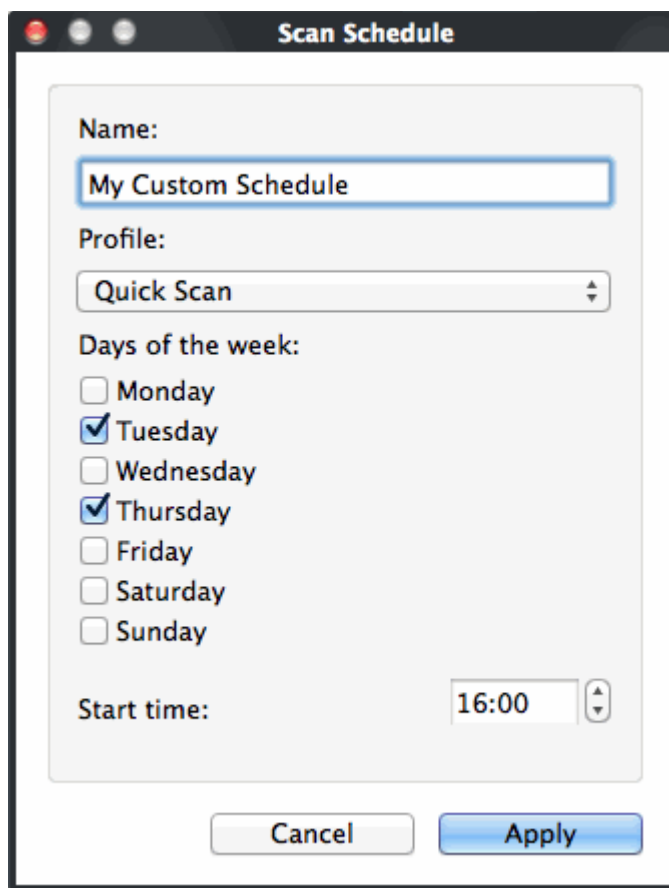 Scan Schedule
Name:
My Custom Schedule
Profile:
Quick Scan
Days of the week:
Monday
Tuesday
Wednesday
Thursday
Friday
Saturday
Sunday
Start time: 16:00
Cancel Apply